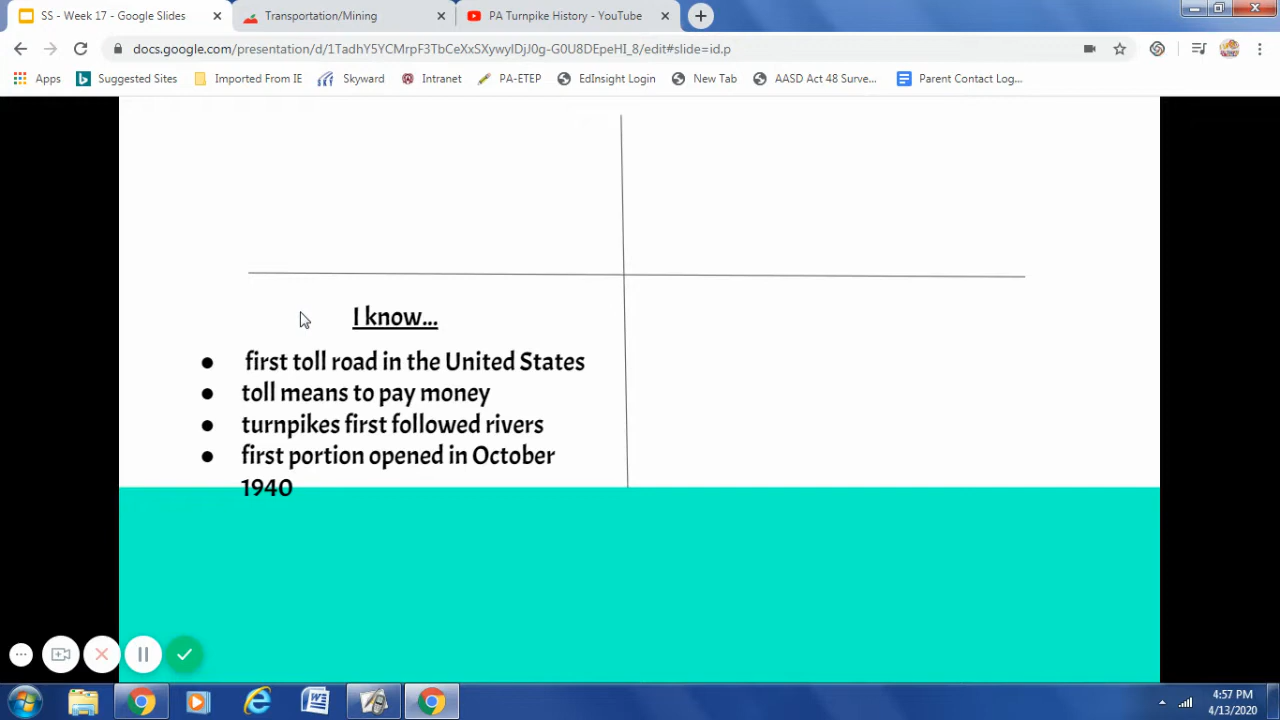 SS - Week 17 - Google Slides
Transportation/Mining
PA Turnpike History - YouTube
docs.google.com/presentation/d/1TadhY5YCMrpF3TbCeXxSXywylDjJ0g-G0U8DEpeHI_8/edit#slide=id.p
Apps Suggested Sites Imported From IE Skyward Intranet PA-ETEP EdInsight Login New Tab AASD Act 48 Surve... Parent Contact Log...
I know...
● first toll road in the United States
● toll means to pay money
● turnpikes first followed rivers
● first portion opened in October
1940
4:57 PM
4/13/2020